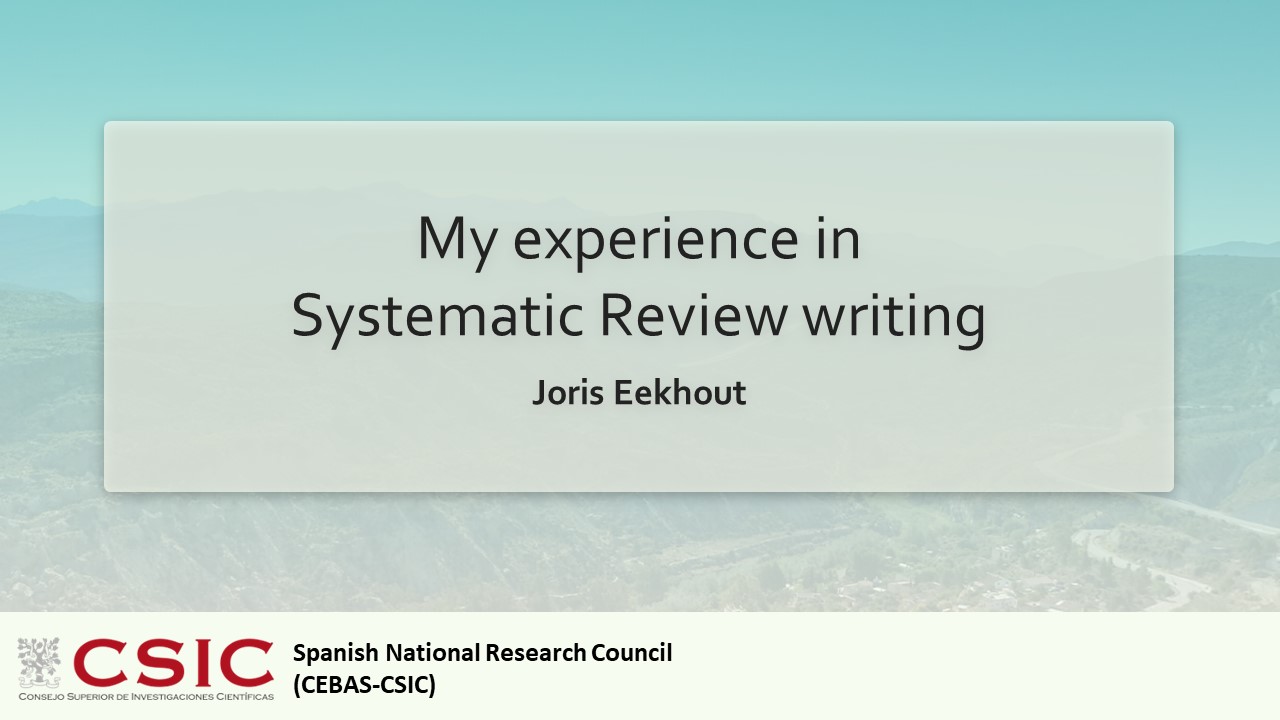 My experience in
Systematic Review writing
Joris Eekhout
CSIC
Consejo Superior de Investigaciones Científicas
Spanish National Research Council
(CEBAS-CSIC)